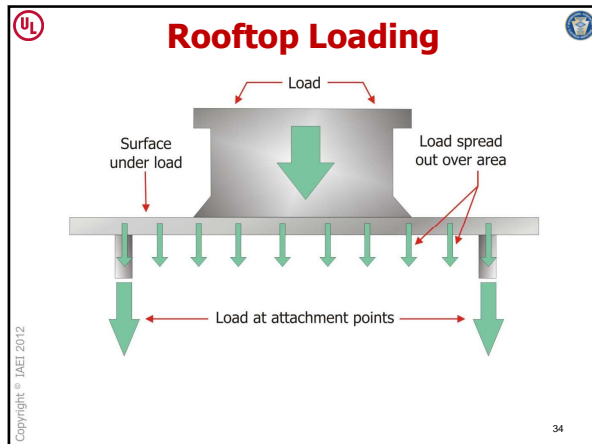 UL
Rooftop Loading
Load
Surface
under load
Load spread
out over area
Load at attachment points
Copyright © IAEI 2012
34